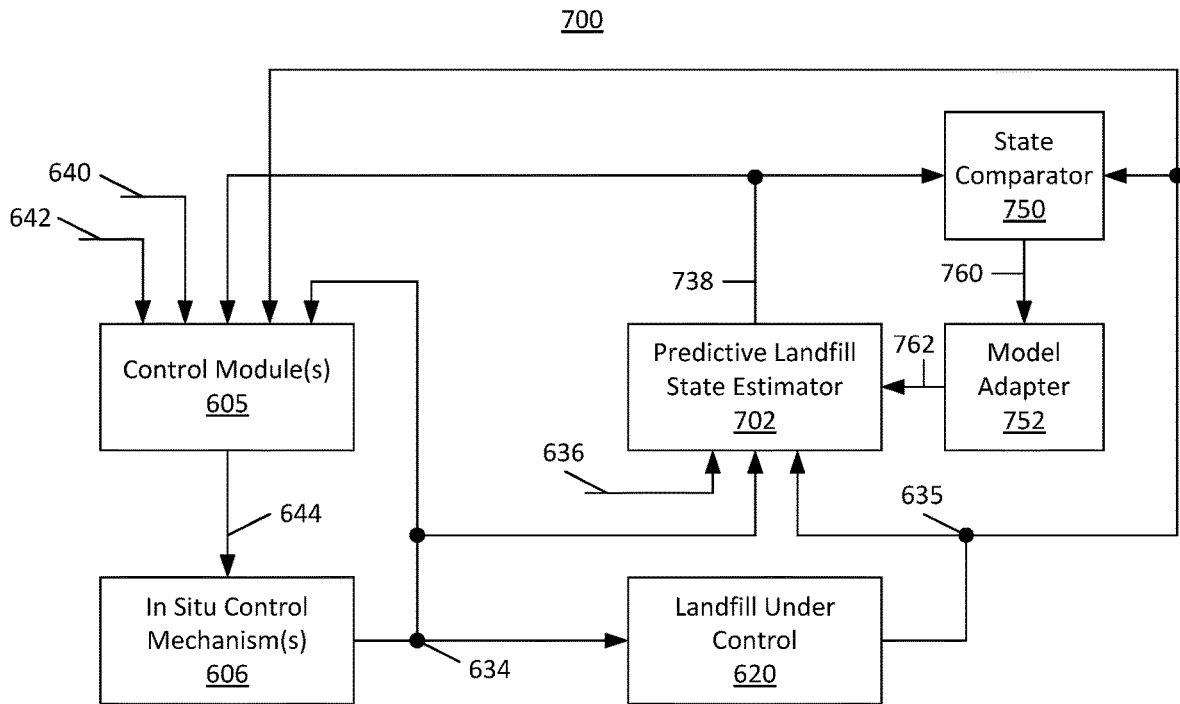 700
State
Comparator
750
640
642
760
738
Control Module(s)
605
Predictive Landfill
State Estimator
702
762
Model
Adapter
752
636
644
635
In Situ Control
Mechanism(s)
606
634
Landfill Under
Control
620